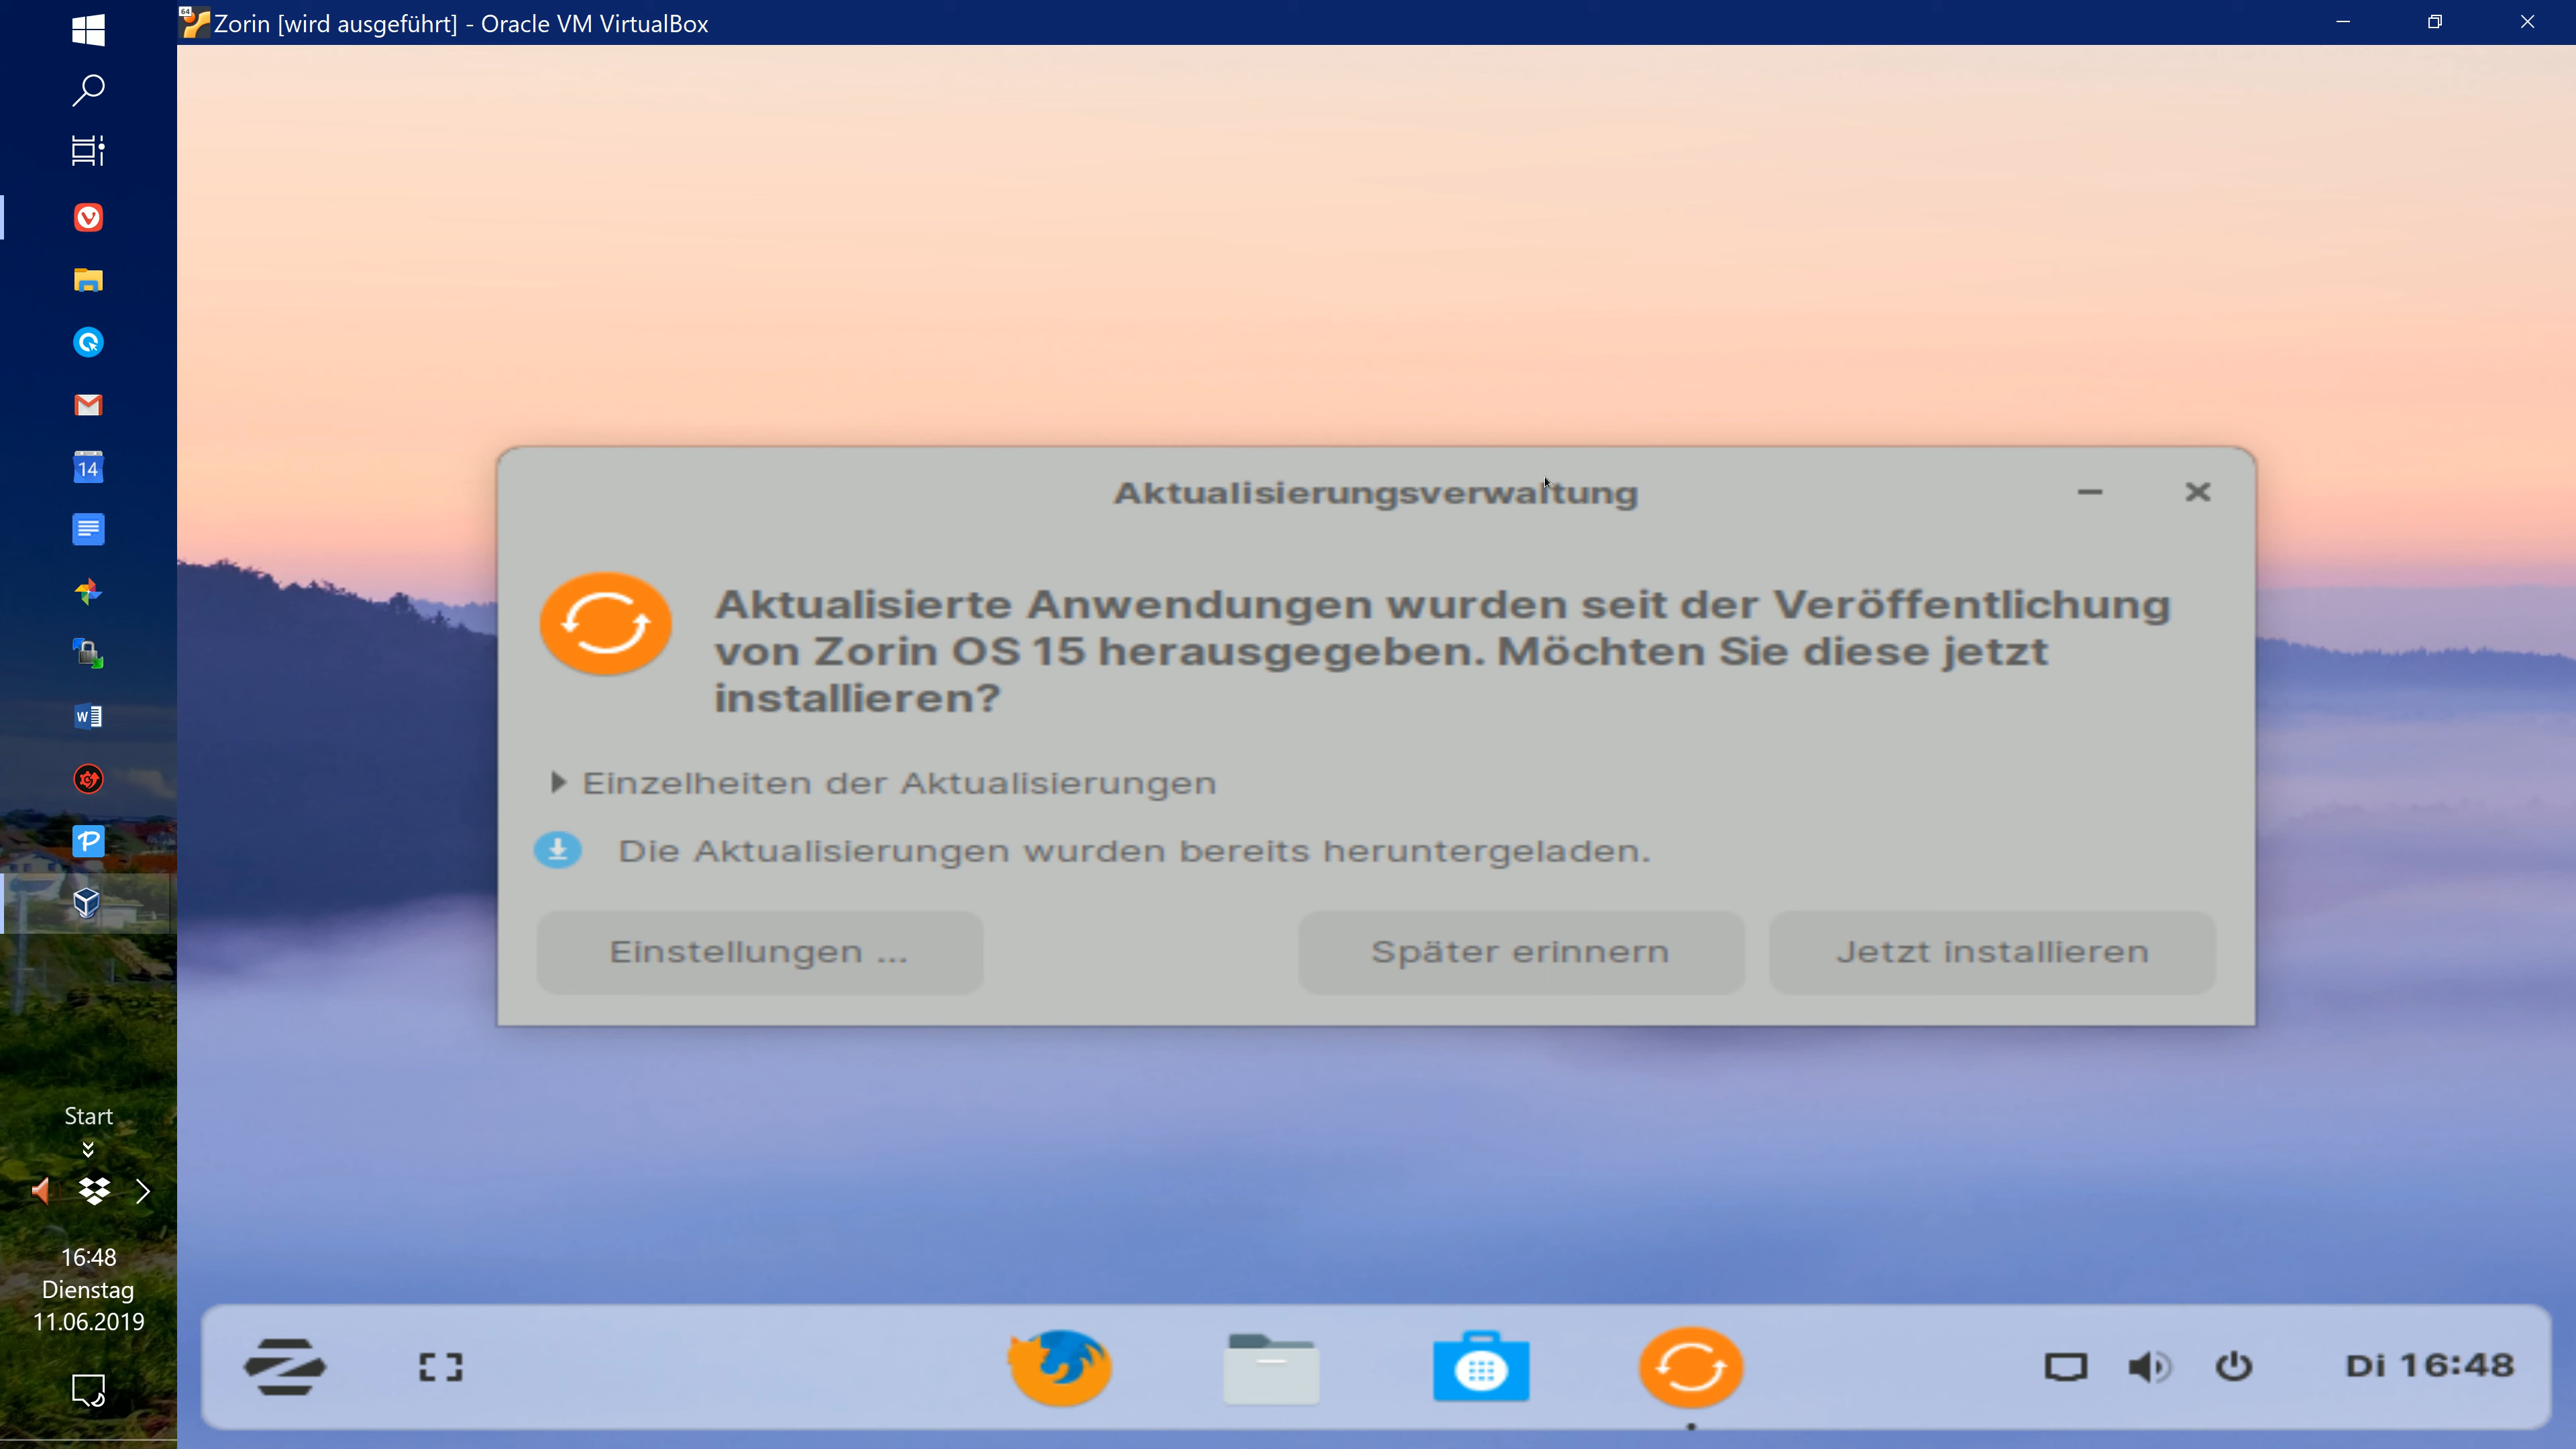 Zorin [wird ausgeführt] - Oracle VM VirtualBox
64
14
W
P
Start
16:48
Dienstag
11.06.2019
Aktualisierungsverwaltung
Aktualisierte Anwendungen wurden seit der Veröffentlichung
von Zorin OS 15 herausgegeben. Möchten Sie diese jetzt
installieren?
Einzelheiten der Aktualisierungen
Die Aktualisierungen wurden bereits heruntergeladen.
Einstellungen ...
Später erinnern
Jetzt installieren
Di 16:48